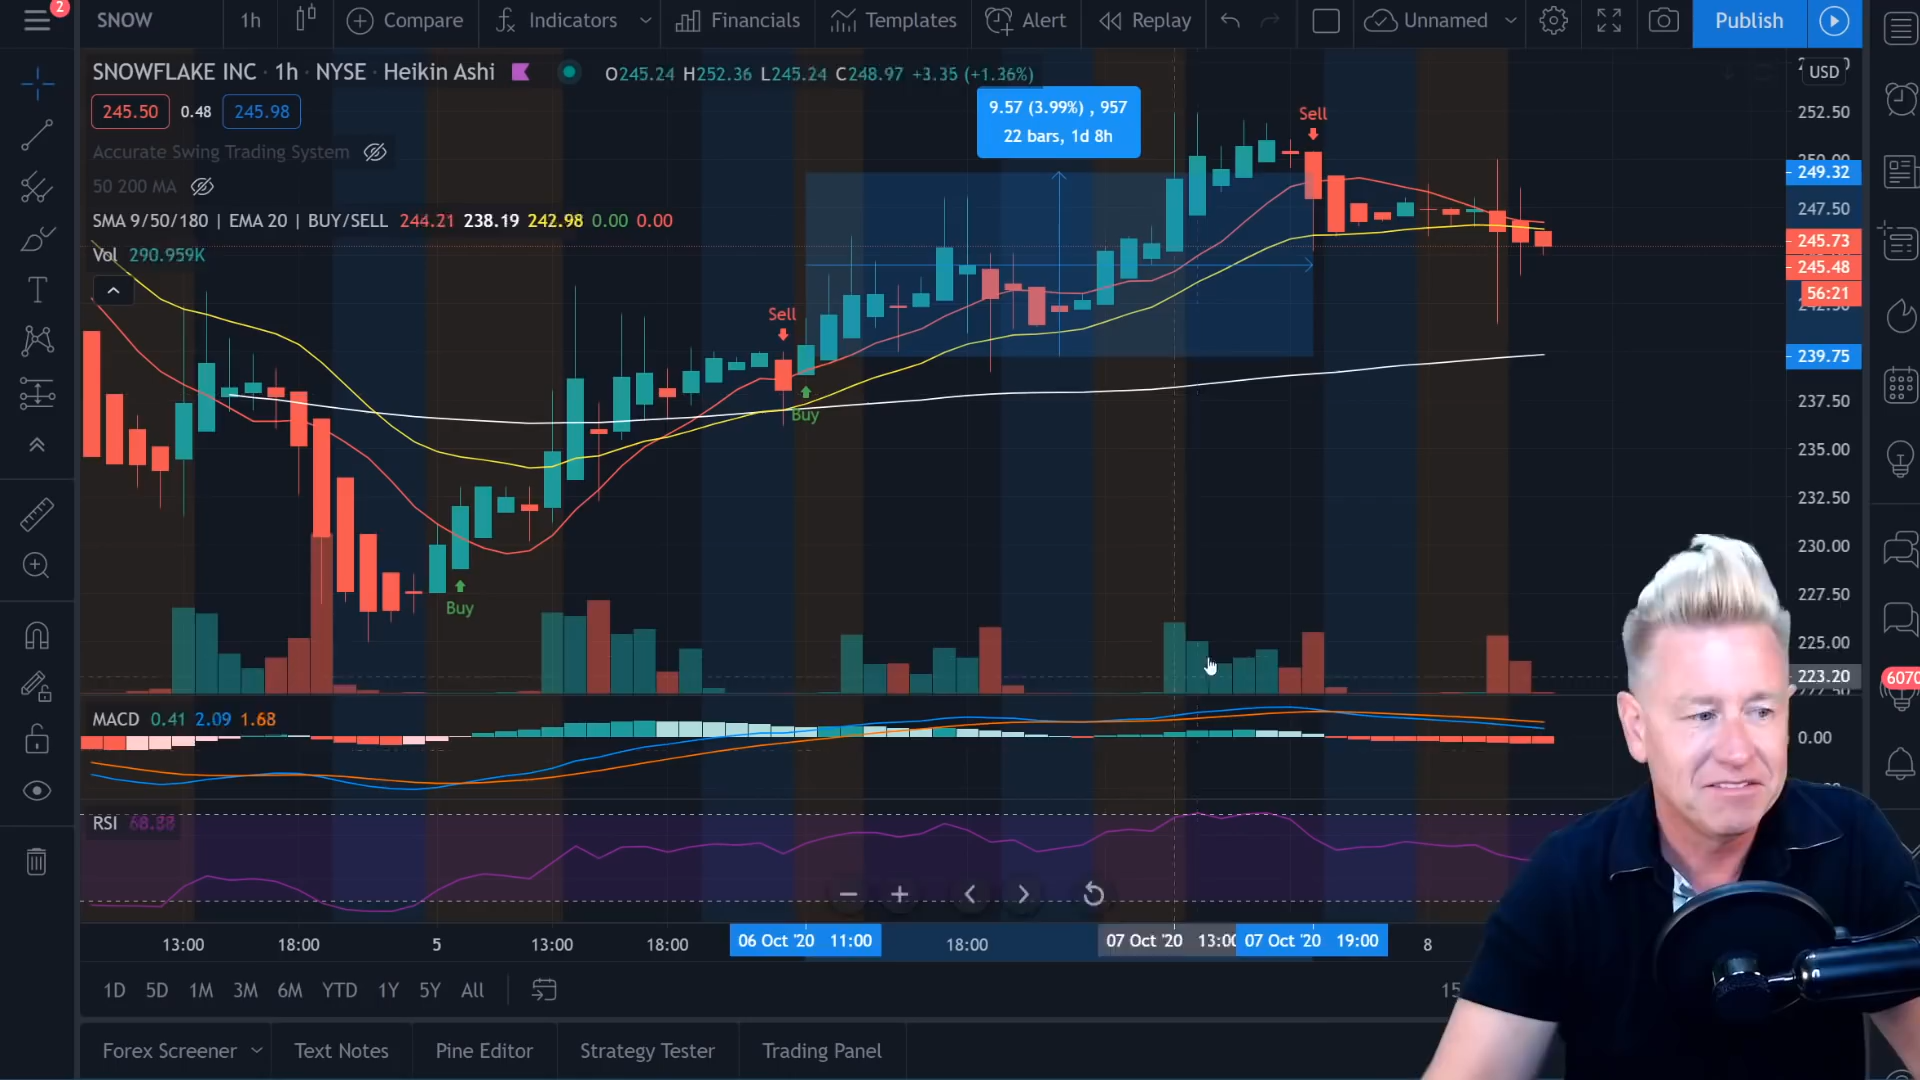 2
SNOW 1h Compare Indicators Financials Templates Alert Replay Unnamed Publish
SNOWFLAKE INC · 1h · NYSE · Heikin Ashi O245.24 H252.36 L245.24 C248.97 +3.35 (+1.36%)
USD
245.50 0.48 245.98
9.57 (3.99%) , 957
22 bars, 1d 8h
Accurate Swing Trading System
50 200 MA
SMA 9/50/180 | EMA 20 | BUY/SELL 244.21 238.19 242.98 0.00 0.00
Vol 290.959K
Sell
Sell
Buy
Buy
252.50
249.32
247.50
245.73
245.48
56:21
239.75
237.50
235.00
232.50
230.00
227.50
225.00
223.20
6070
MACD 0.41 2.09 1.68
0.00
RSI 68.88
13:00 18:00 5 13:00 18:00 06 Oct '20 11:00 18:00 07 Oct '20 13:00 07 Oct '20 19:00 8
1D 5D 1M 3M 6M YTD 1Y 5Y All
15
Forex Screener Text Notes Pine Editor Strategy Tester Trading Panel